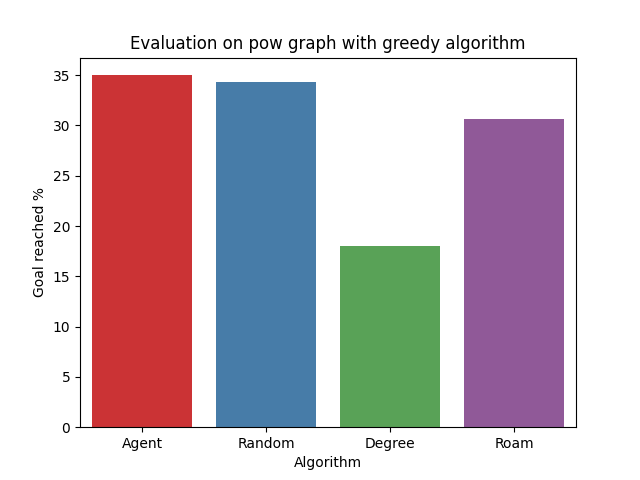 Evaluation on pow graph with greedy algorithm
Goal reached %
35
30
25
20
15
10
5
0
Agent Random Degree Roam
Algorithm